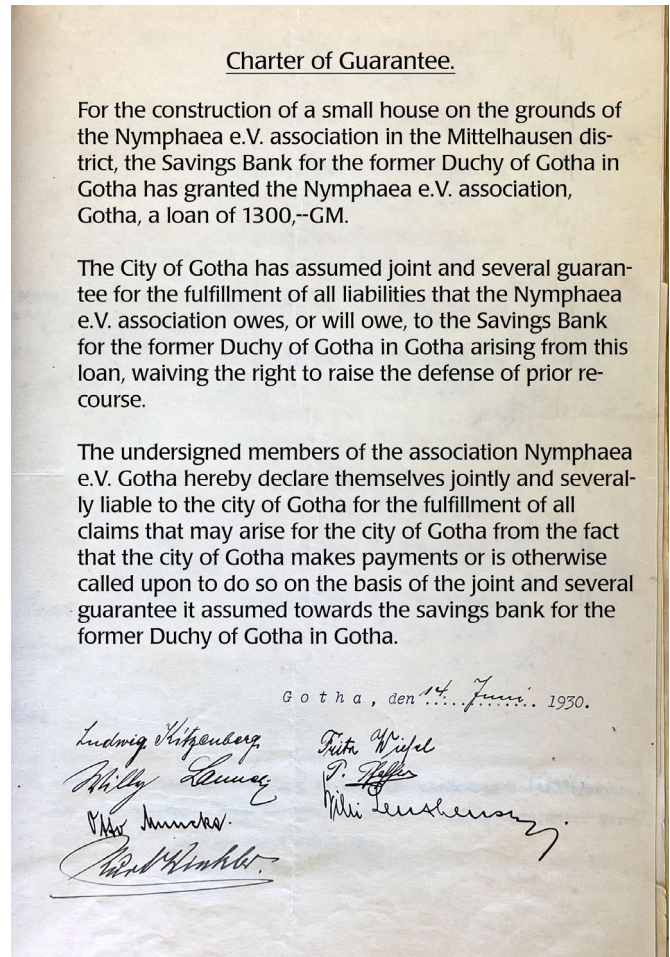 Charter of Guarantee.
For the construction of a small house on the grounds of
the Nymphaea e.V. association in the Mittelhausen dis-
trict, the Savings Bank for the former Duchy of Gotha in
Gotha has granted the Nymphaea e.V. association,
Gotha, a loan of 1300,--GM.
The City of Gotha has assumed joint and several guaran-
tee for the fulfillment of all liabilities that the Nymphaea
e.V. association owes, or will owe, to the Savings Bank
for the former Duchy of Gotha in Gotha arising from this
loan, waiving the right to raise the defense of prior re-
course.
The undersigned members of the association Nymphaea
e.V. Gotha hereby declare themselves jointly and several-
ly liable to the city of Gotha for the fulfillment of all
claims that may arise for the city of Gotha from the fact
that the city of Gotha makes payments or is otherwise
called upon to do so on the basis of the joint and several
guarantee it assumed towards the savings bank for the
former Duchy of Gotha in Gotha.
Gotha, den 14. Juni 1930.
Ludwig Kitzenberg
Fritz
Willy
P. Pfeffer
Otto
Willi
Kurt Winkler.